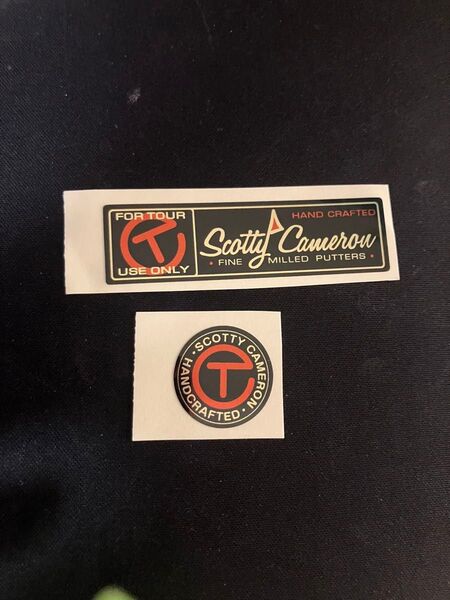 FOR TOUR
T
USE ONLY
HAND CRAFTED
Scotty Cameron
• FINE MILLED PUTTERS •
• SCOTTY CAMERON •
HANDCRAFTED
T